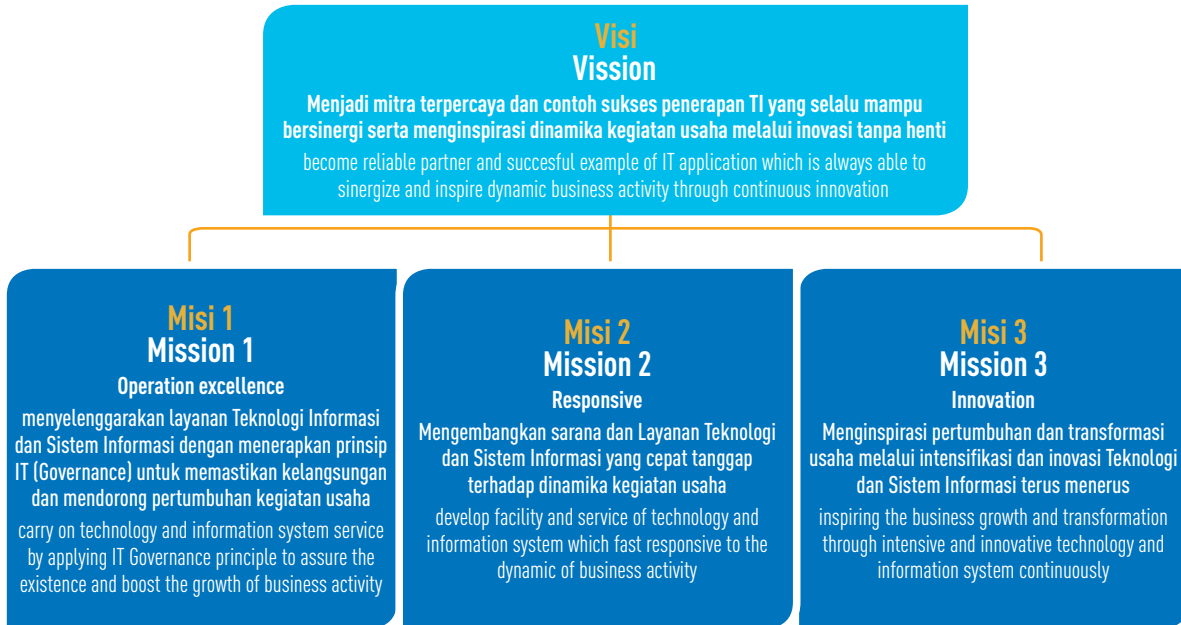 Visi
Vission
Menjadi mitra terpercaya dan contoh sukses penerapan TI yang selalu mampu
bersinergi serta menginspirasi dinamika kegiatan usaha melalui inovasi tanpa henti
become reliable partner and succesful example of IT application which is always able to
sinergize and inspire dynamic business activity through continuous innovation
Misi 1
Mission 1
Operation excellence
menyelenggarakan layanan Teknologi Informasi
dan Sistem Informasi dengan menerapkan prinsip
IT (Governance) untuk memastikan kelangsungan
dan mendorong pertumbuhan kegiatan usaha
carry on technology and information system service
by applying IT Governance principle to assure the
existence and boost the growth of business activity
Misi 2
Mission 2
Responsive
Mengembangkan sarana dan Layanan Teknologi
dan Sistem Informasi yang cepat tanggap
terhadap dinamika kegiatan usaha
develop facility and service of technology and
information system which fast responsive to the
dynamic of business activity
Misi 3
Mission 3
Innovation
Menginspirasi pertumbuhan dan transformasi
usaha melalui intensifikasi dan inovasi Teknologi
dan Sistem Informasi terus menerus
inspiring the business growth and transformation
through intensive and innovative technology and
information system continuously